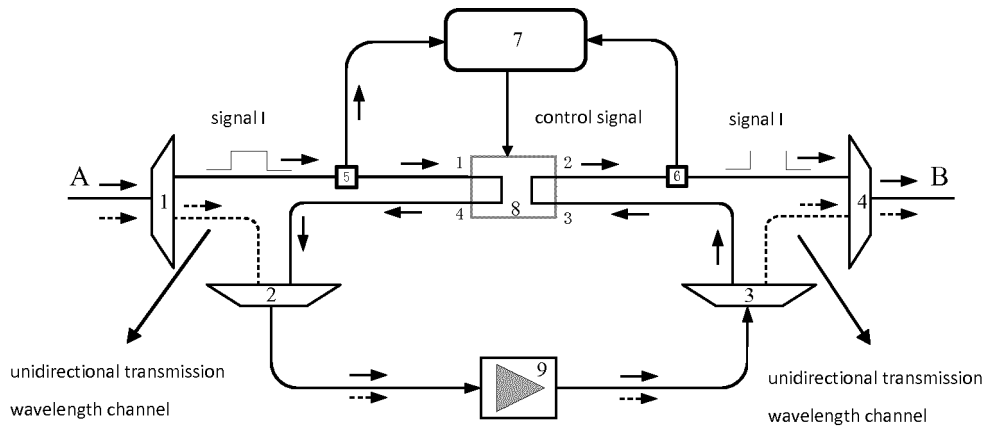 7
signal I
control signal
signal I
1
2
A
5
6
B
1
4
8
3
4
2
3
9
unidirectional transmission
wavelength channel
unidirectional transmission
wavelength channel